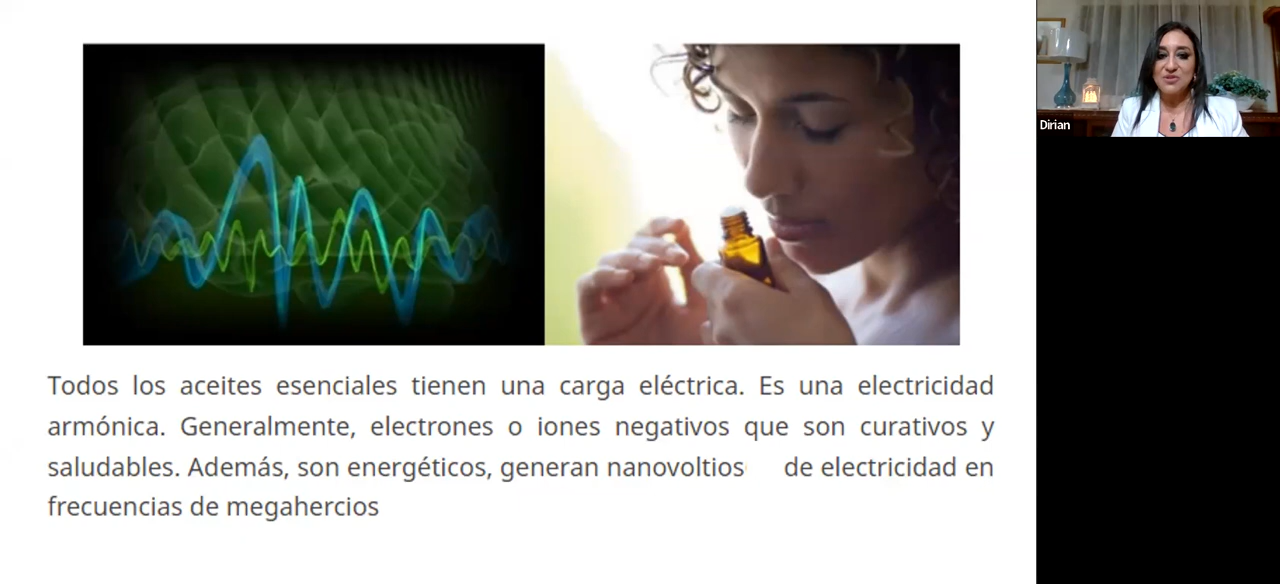 Todos los aceites esenciales tienen una carga eléctrica. Es una electricidad
armónica. Generalmente, electrones o iones negativos que son curativos y
saludables. Además, son energéticos, generan nanovoltios de electricidad en
frecuencias de megahercios
Dirian